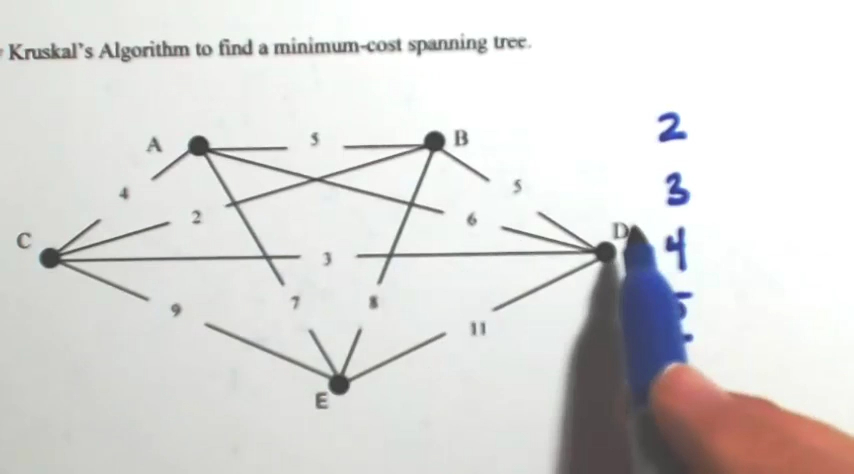 Kruskal's Algorithm to find a minimum-cost spanning tree.
A 5 B
2
4 5
3
2 6
C D
4
3
9 7 8
11
E